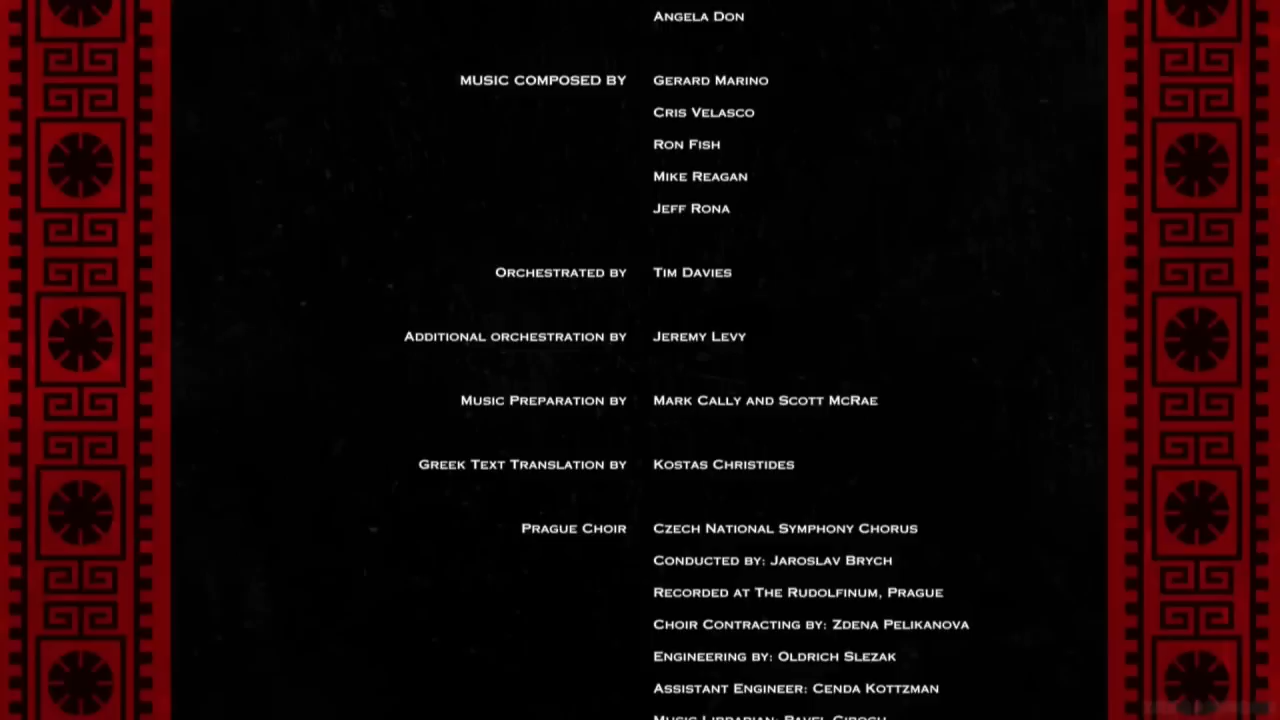 Angela Don
MUSIC COMPOSED BY Gerard Marino
Cris Velasco
Ron Fish
Mike Reagan
Jeff Rona
Orchestrated by Tim Davies
Additional orchestration by Jeremy Levy
Music Preparation by Mark Cally and Scott McRae
Greek Text Translation by Kostas Christides
Prague Choir Czech National Symphony Chorus
Conducted by: Jaroslav Brych
Recorded at The Rudolfinum, Prague
Choir Contracting by: Zdena Pelikanova
Engineering by: Oldrich Slezak
Assistant Engineer: Cenda Kottzman
Music Librarian: Pavel